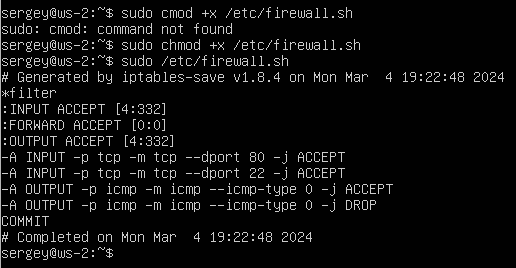 sergey@ws-2:~$ sudo cmod +x /etc/firewall.sh
sudo: cmod: command not found
sergey@ws-2:~$ sudo chmod +x /etc/firewall.sh
sergey@ws-2:~$ sudo /etc/firewall.sh
# Generated by iptables-save v1.8.4 on Mon Mar  4 19:22:48 2024
*filter
:INPUT ACCEPT [4:332]
:FORWARD ACCEPT [0:0]
:OUTPUT ACCEPT [4:332]
-A INPUT -p tcp -m tcp --dport 80 -j ACCEPT
-A INPUT -p tcp -m tcp --dport 22 -j ACCEPT
-A OUTPUT -p icmp -m icmp --icmp-type 0 -j ACCEPT
-A OUTPUT -p icmp -m icmp --icmp-type 0 -j DROP
COMMIT
# Completed on Mon Mar  4 19:22:48 2024
sergey@ws-2:~$